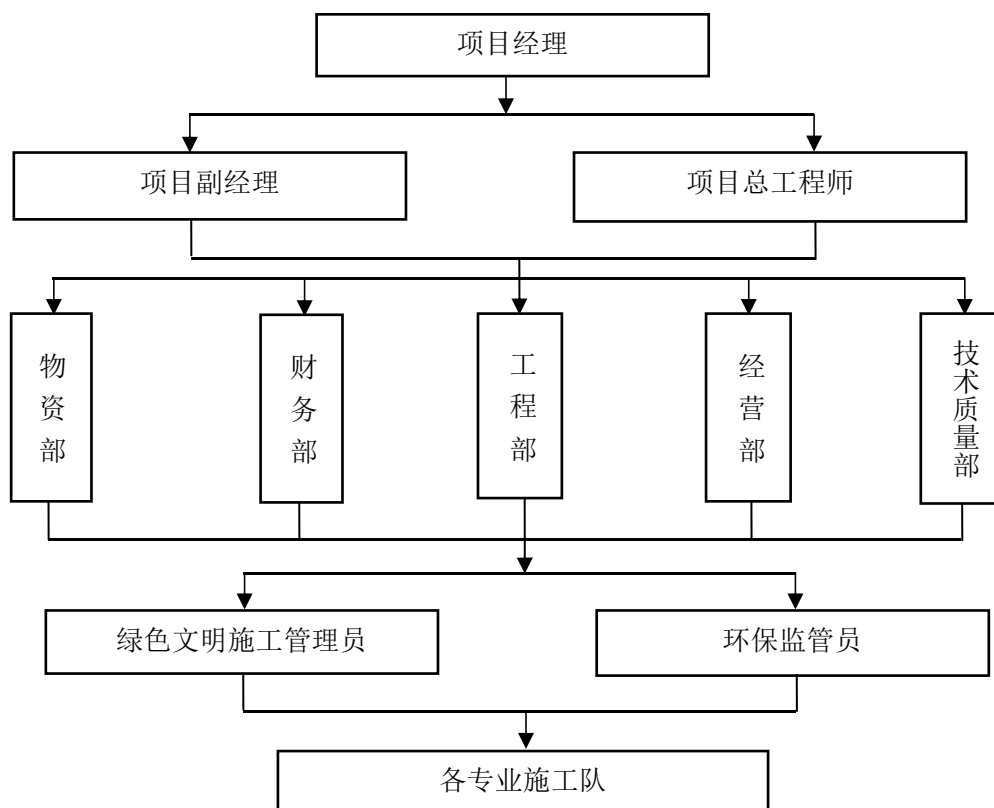 项目经理
项目副经理
项目总工程师
物资部
财务部
工程部
经营部
技术质量部
绿色文明施工管理员
环保监管员
各专业施工队